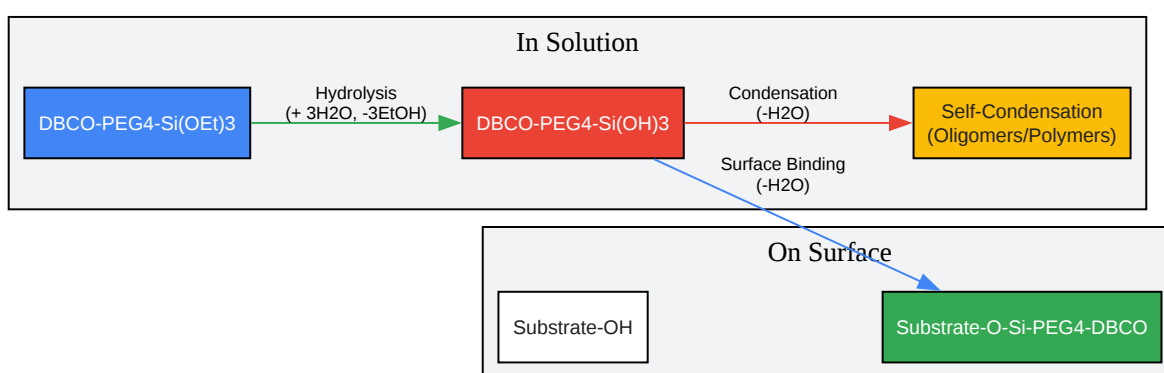 In Solution
DBCO-PEG4-Si(OEt)3
Hydrolysis
(+ 3H2O, -3EtOH)
DBCO-PEG4-Si(OH)3
Condensation
(-H2O)
Self-Condensation
(Oligomers/Polymers)
Surface Binding
(-H2O)
On Surface
Substrate-OH
Substrate-O-Si-PEG4-DBCO